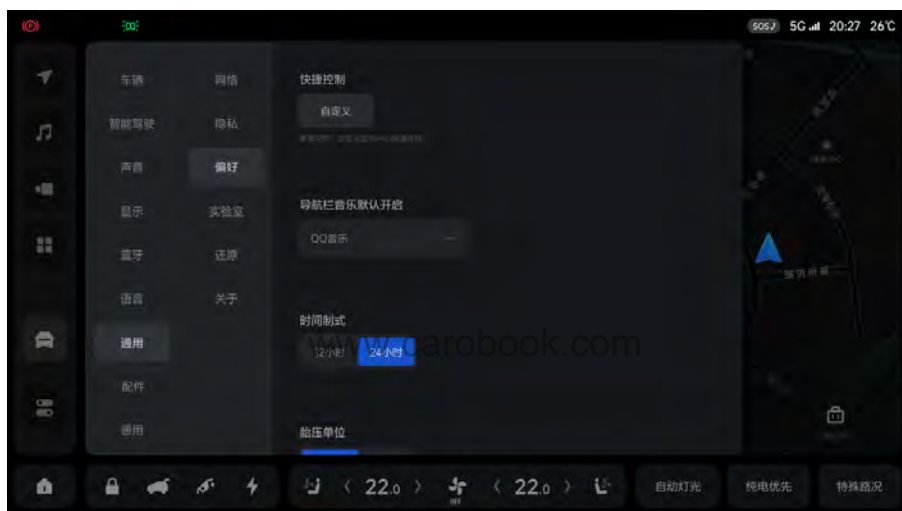 SOS 5G 20:27 26℃
车辆 网络
智能驾驶 隐私
声音 偏好
显示 实验室
蓝牙 还原
语言 关于
通用
配件
通用
快捷控制
自定义
导航栏音乐默认开启
QQ音乐
时间制式
12小时 24小时
胎压单位
www.carobook.com
22.0 OFF 22.0 自动灯光 纯电优先 特殊路况